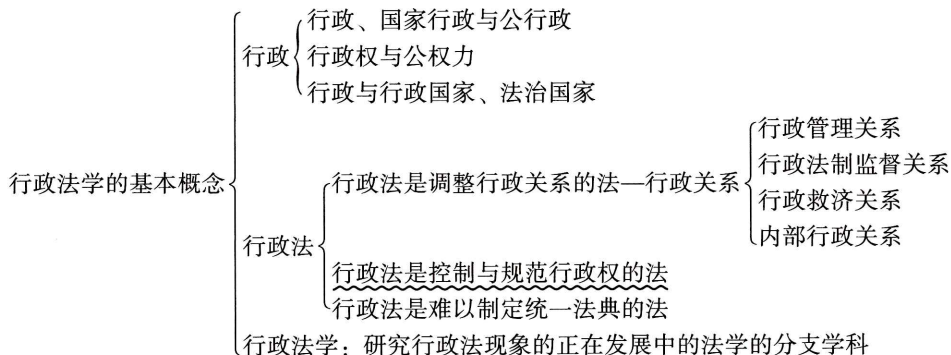 行政法学的基本概念
行政
行政、国家行政与公行政
行政权与公权力
行政与行政国家、法治国家
行政法
行政法是调整行政关系的法—行政关系
行政管理关系
行政法制监督关系
行政救济关系
内部行政关系
行政法是控制与规范行政权的法
行政法是难以制定统一法典的法
行政法学：研究行政法现象的正在发展中的法学的分支学科